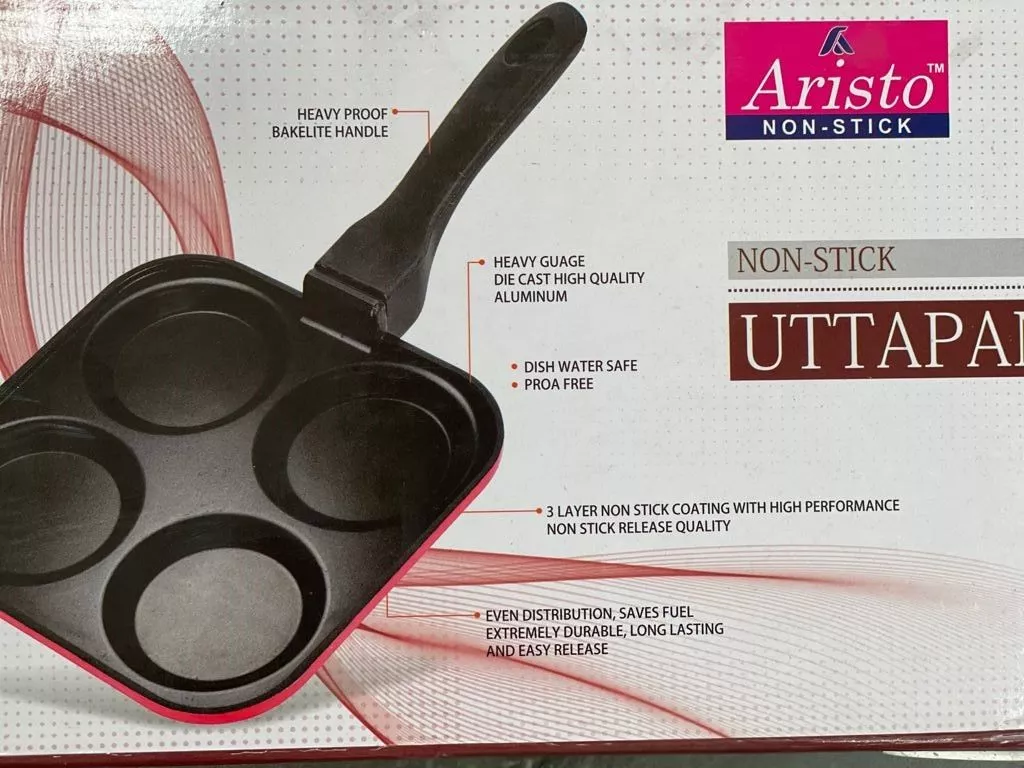 HEAVY PROOF
BAKELITE HANDLE
Aristo™
NON-STICK
HEAVY GUAGE
DIE CAST HIGH QUALITY
ALUMINUM
NON-STICK
UTTAPA
• DISH WATER SAFE
• PROA FREE
3 LAYER NON STICK COATING WITH HIGH PERFORMANCE
NON STICK RELEASE QUALITY
EVEN DISTRIBUTION, SAVES FUEL
EXTREMELY DURABLE, LONG LASTING
AND EASY RELEASE